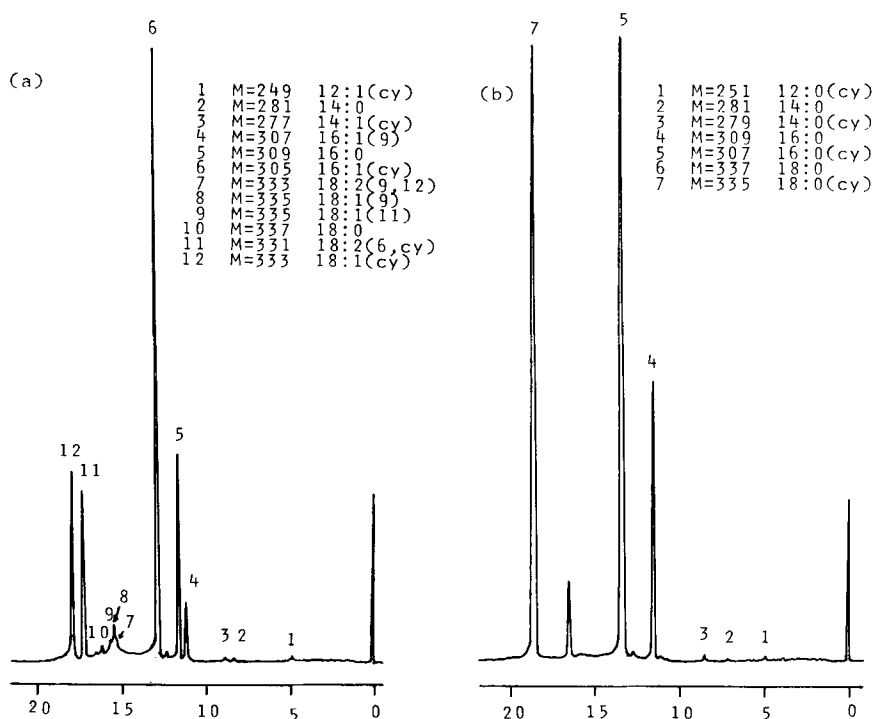 (a)
1 M=249 12:1(cy)
2 M=281 14:0
3 M=277 14:1(cy)
4 M=307 16:1(9)
5 M=309 16:0
6 M=305 16:1(cy)
7 M=333 18:2(9,12)
8 M=335 18:1(9)
9 M=335 18:1(11)
10 M=337 18:0
11 M=331 18:2(6,cy)
12 M=333 18:1(cy)
6
12
11
10
9
8
7
5
4
3
2
1
20 15 10 5 0
(b)
1 M=251 12:0(cy)
2 M=281 14:0
3 M=279 14:0(cy)
4 M=309 16:0
5 M=307 16:0(cy)
6 M=337 18:0
7 M=335 18:0(cy)
7
5
4
3
2
1
20 15 10 5 0